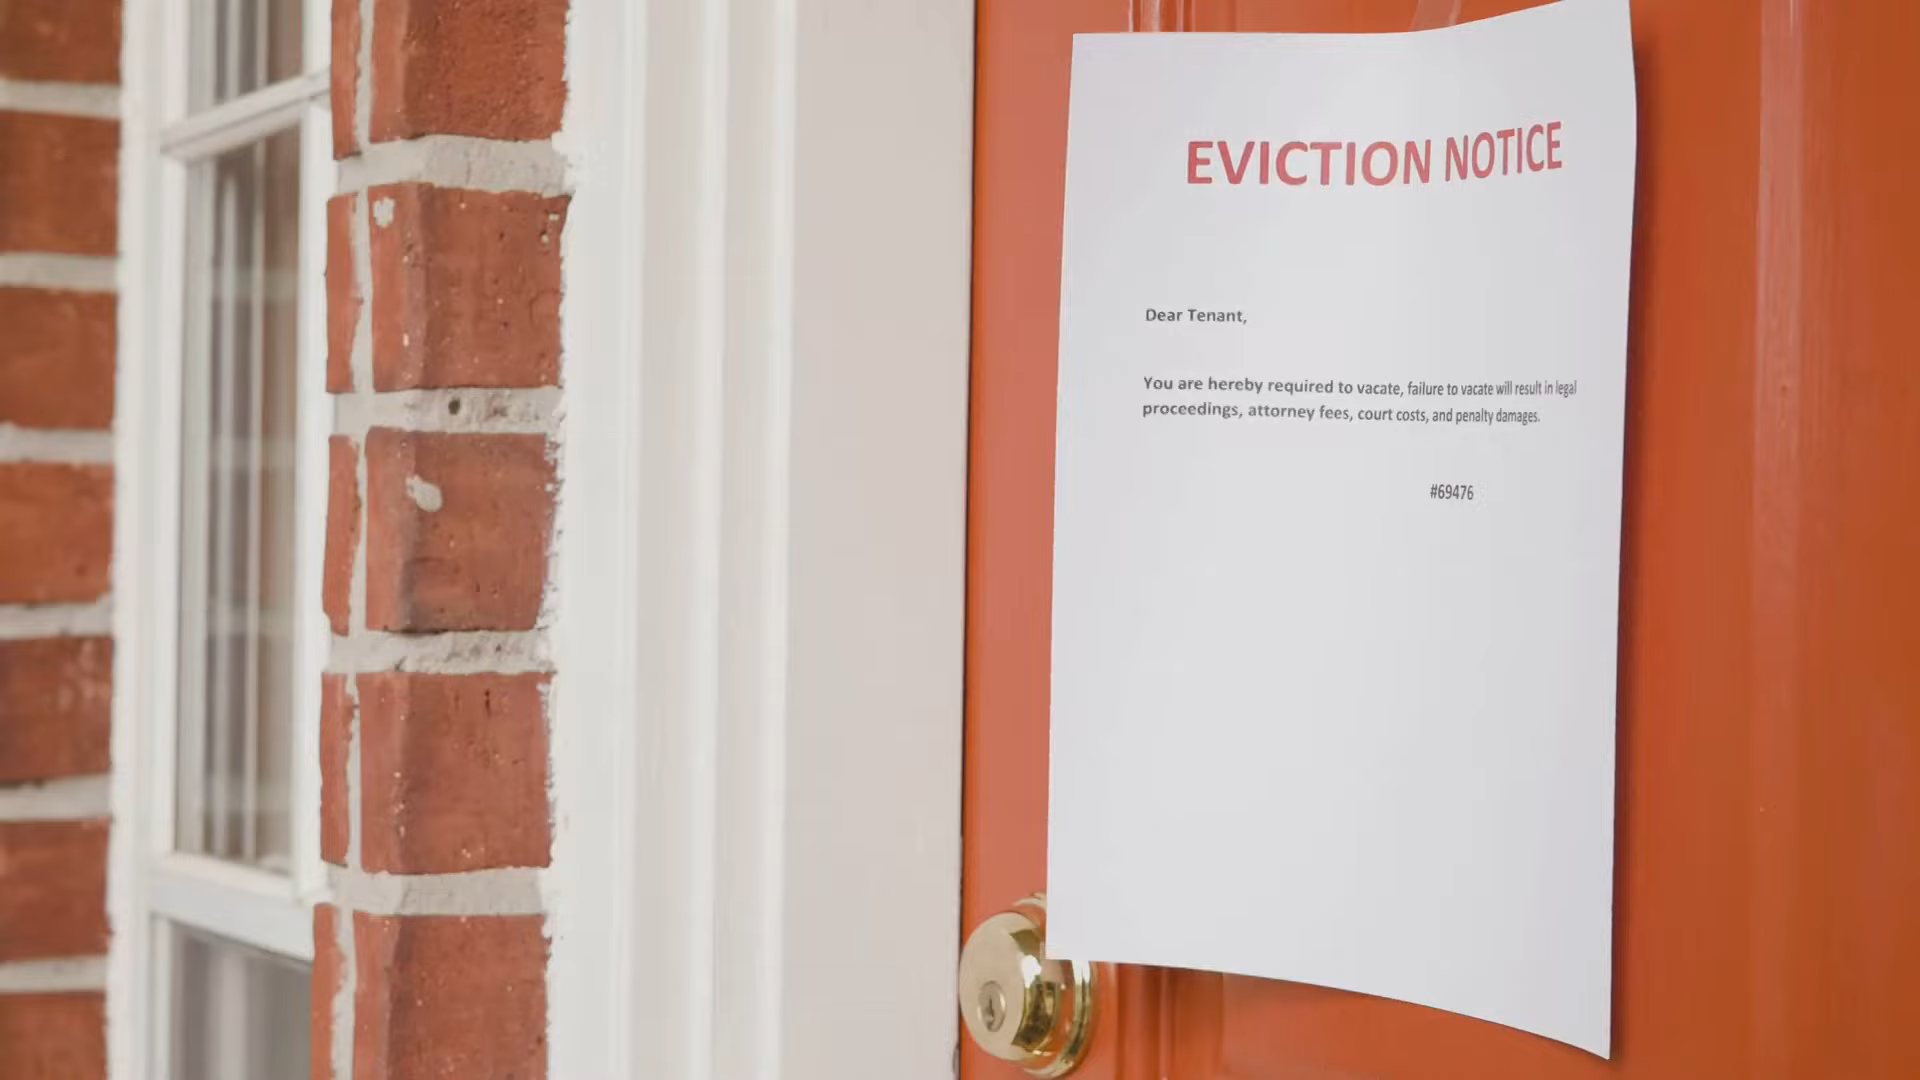 EVICTION NOTICE
Dear Tenant,
You are hereby required to vacate, failure to vacate will result in legal
proceedings, attorney fees, court costs, and penalty damages.
#69476